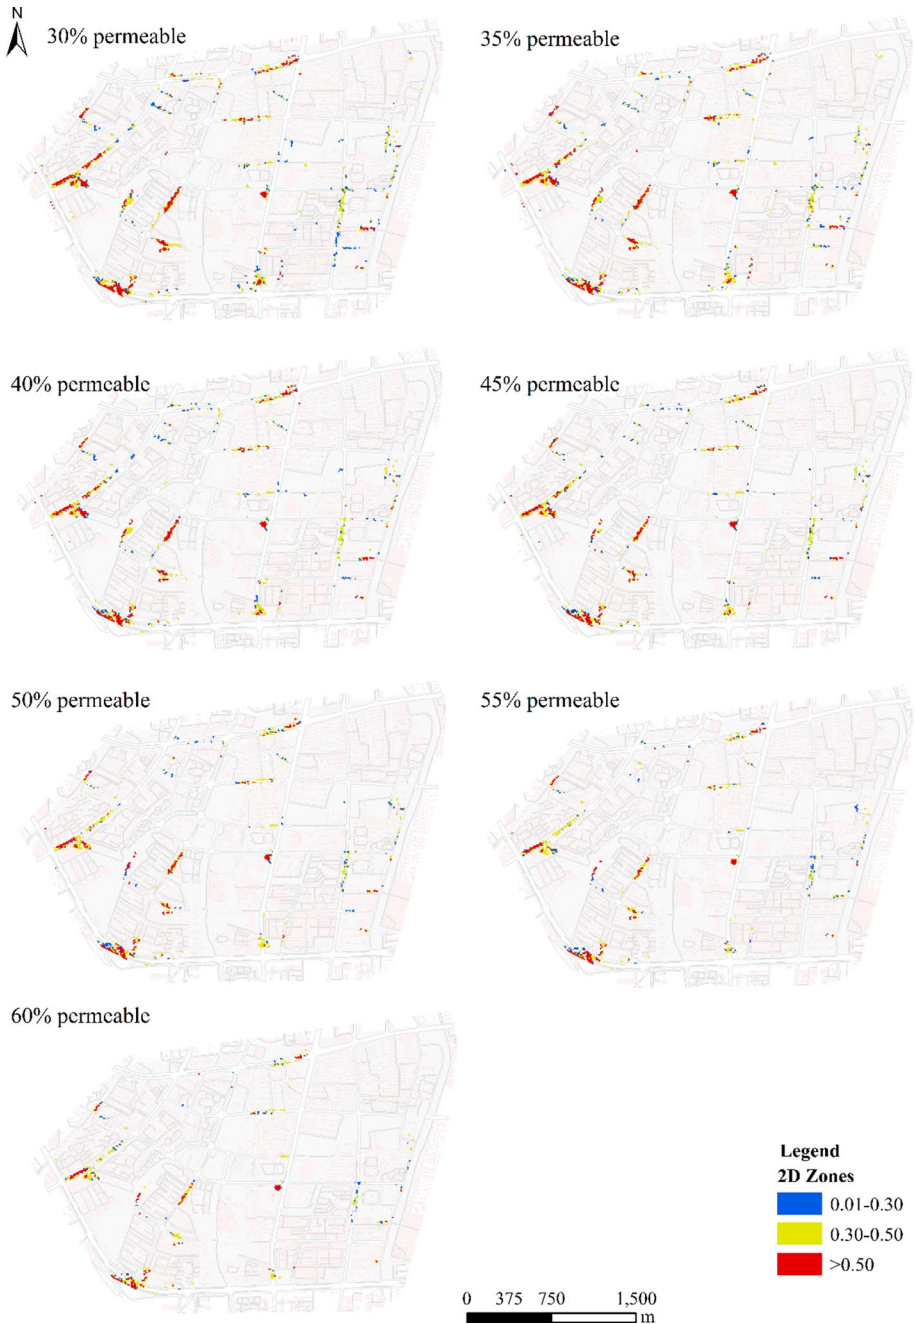 N
30% permeable
35% permeable
40% permeable
45% permeable
50% permeable
55% permeable
60% permeable
Legend
2D Zones
0.01-0.30
0.30-0.50
>0.50
0 375 750 1,500
m